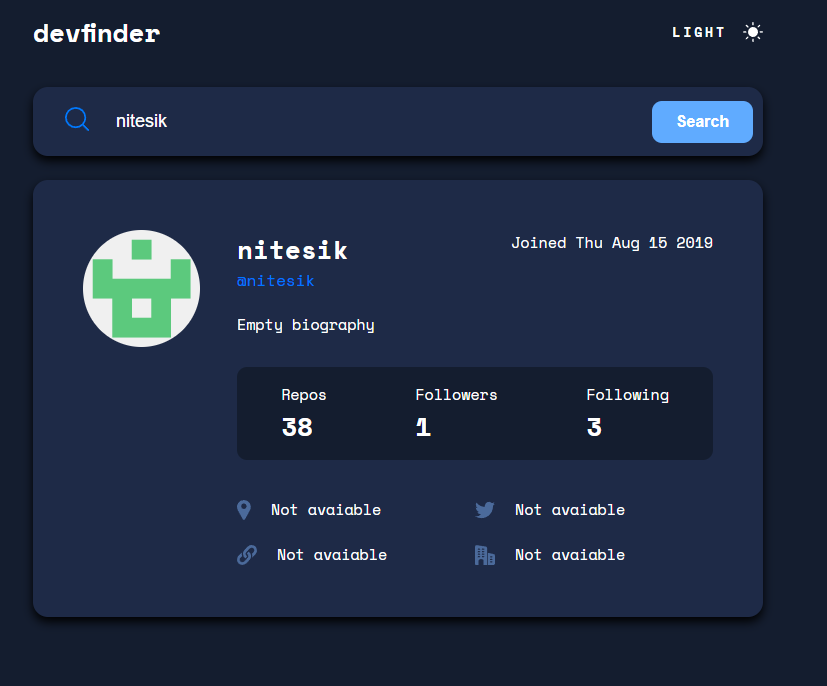 devfinder
LIGHT
nitesik
Search
nitesik
Joined Thu Aug 15 2019
@nitesik
Empty biography
Repos Followers Following
38 1 3
Not avaiable Not avaiable
Not avaiable Not avaiable